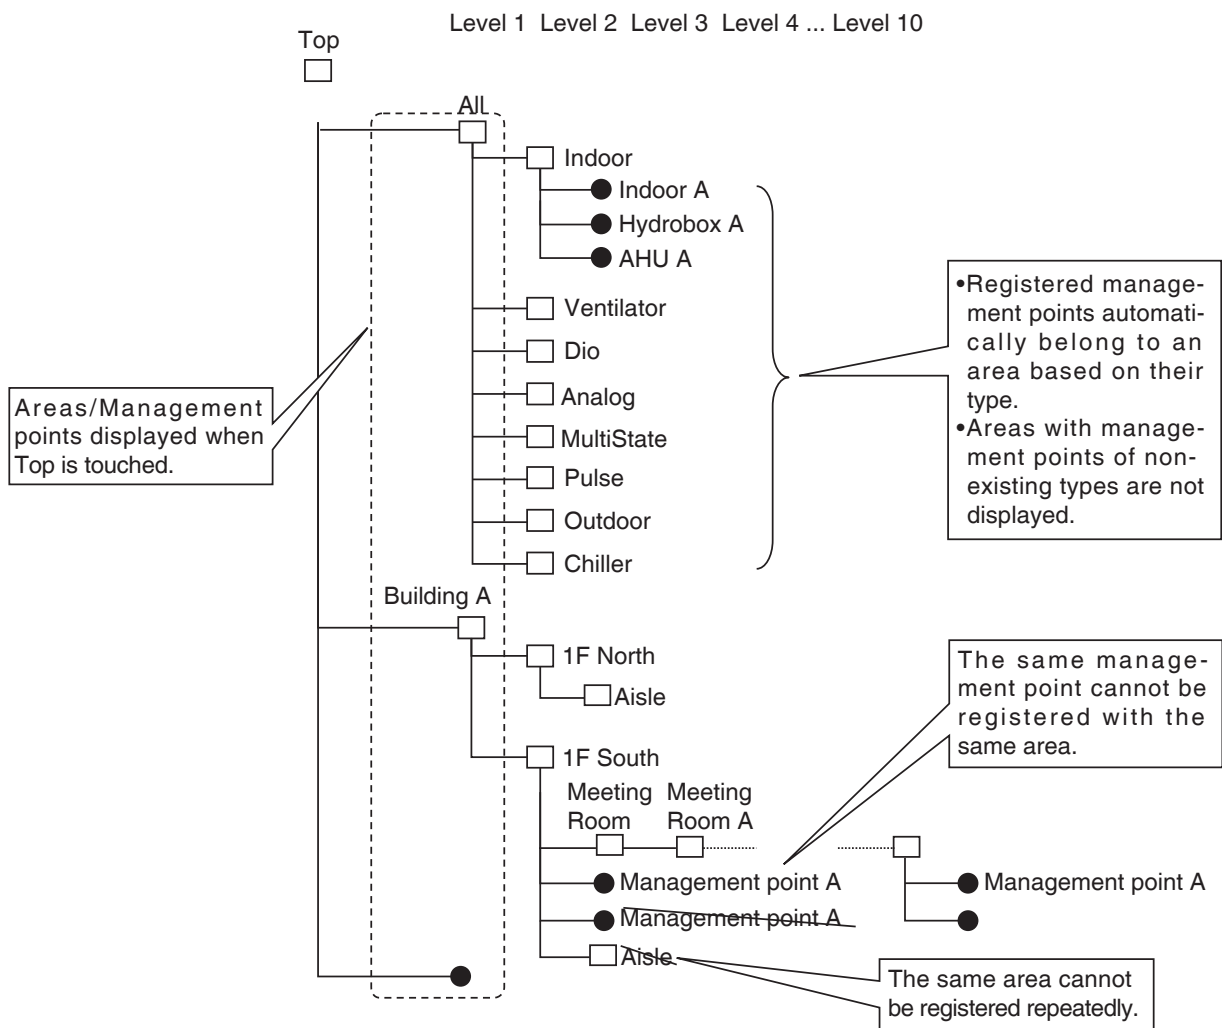 Level 1 Level 2 Level 3 Level 4 ... Level 10
Top
All
Indoor
Indoor A
Hydrobox A
AHU A
Ventilator
Dio
Analog
MultiState
Pulse
Outdoor
Chiller
•Registered manage-
ment points automati-
cally belong to an
area based on their
type.
•Areas with manage-
ment points of non-
existing types are not
displayed.
Areas/Management
points displayed when
Top is touched.
Building A
1F North
Aisle
1F South
The same manage-
ment point cannot be
registered with the
same area.
Meeting
Room
Meeting
Room A
Management point A
Management point A
Management point A
Aisle
The same area cannot
be registered repeatedly.